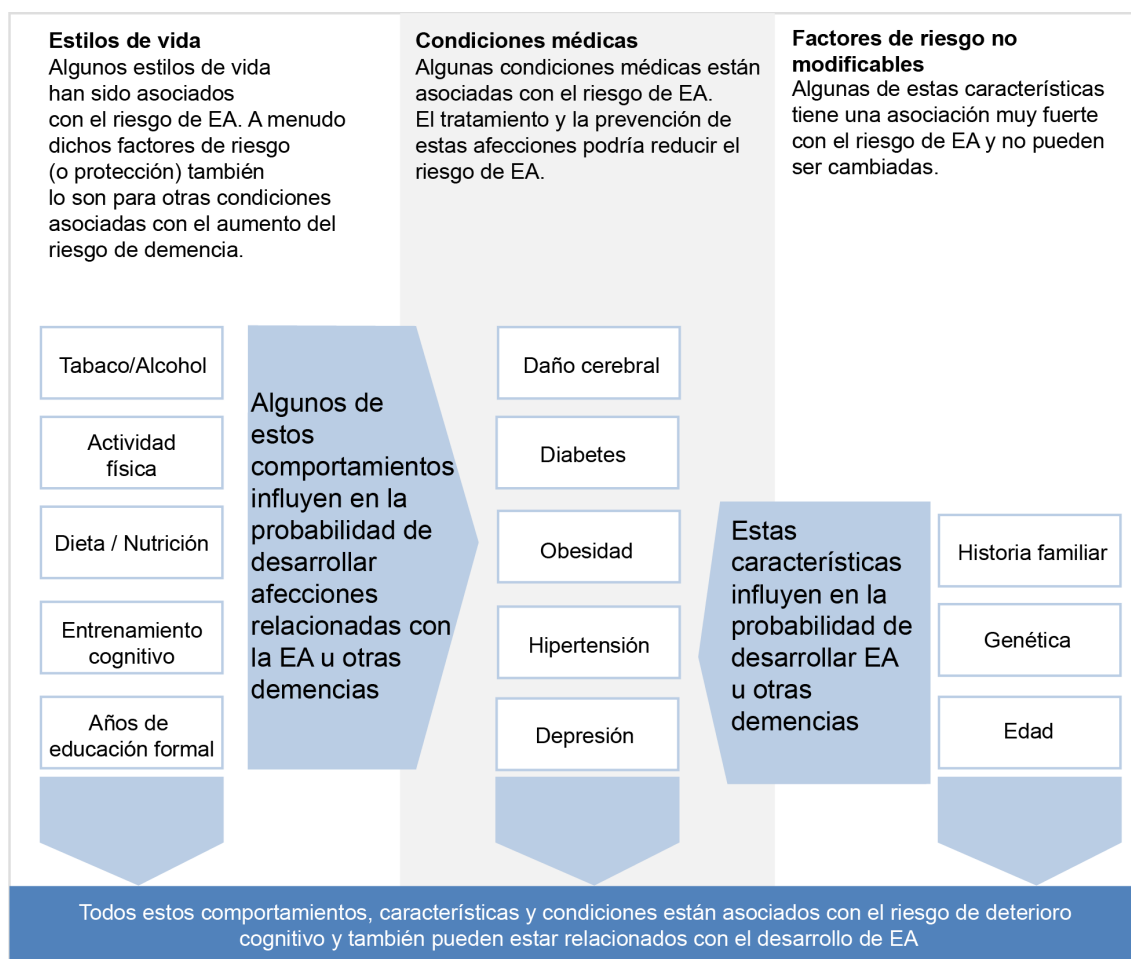 Estilos de vida
Algunos estilos de vida
han sido asociados
con el riesgo de EA. A menudo
dichos factores de riesgo
(o protección) también
lo son para otras condiciones
asociadas con el aumento del
riesgo de demencia.
Condiciones médicas
Algunas condiciones médicas están
asociadas con el riesgo de EA.
El tratamiento y la prevención de
estas afecciones podría reducir el
riesgo de EA.
Factores de riesgo no
modificables
Algunas de estas características
tiene una asociación muy fuerte
con el riesgo de EA y no pueden
ser cambiadas.
Tabaco/Alcohol
Actividad
física
Dieta / Nutrición
Entrenamiento
cognitivo
Años de
educación formal
Algunos de
estos
comportamientos
influyen en la
probabilidad de
desarrollar
afecciones
relacionadas con
la EA u otras
demencias
Daño cerebral
Diabetes
Obesidad
Hipertensión
Depresión
Estas
características
influyen en la
probabilidad de
desarrollar EA
u otras
demencias
Historia familiar
Genética
Edad
Todos estos comportamientos, características y condiciones están asociados con el riesgo de deterioro
cognitivo y también pueden estar relacionados con el desarrollo de EA